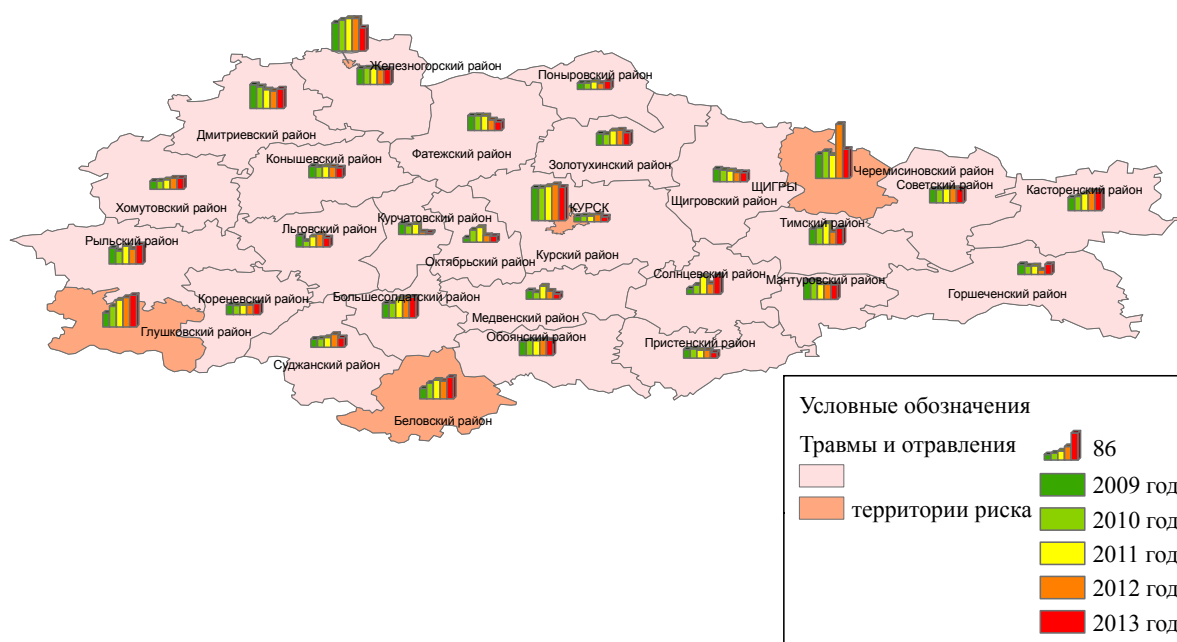 Железногорский район
Поныровский район
Дмитриевский район
Конышевский район
Фатежский район
Золотухинский район
Хомутовский район
ЩИГРЫ
Щигровский район
Черемисиновский район
Советский район
Касторенский район
Рыльский район
Льговский район
Курчатовский район
Октябрьский район
КУРСК
Курский район
Тимский район
Солнцевский район
Мантуровский район
Горшеченский район
Глушковский район
Кореневский район
Большесолдатский район
Медвенский район
Суджанский район
Обоянский район
Пристенский район
Беловский район
Условные обозначения
Травмы и отравления
территории риска
86
2009 год
2010 год
2011 год
2012 год
2013 год